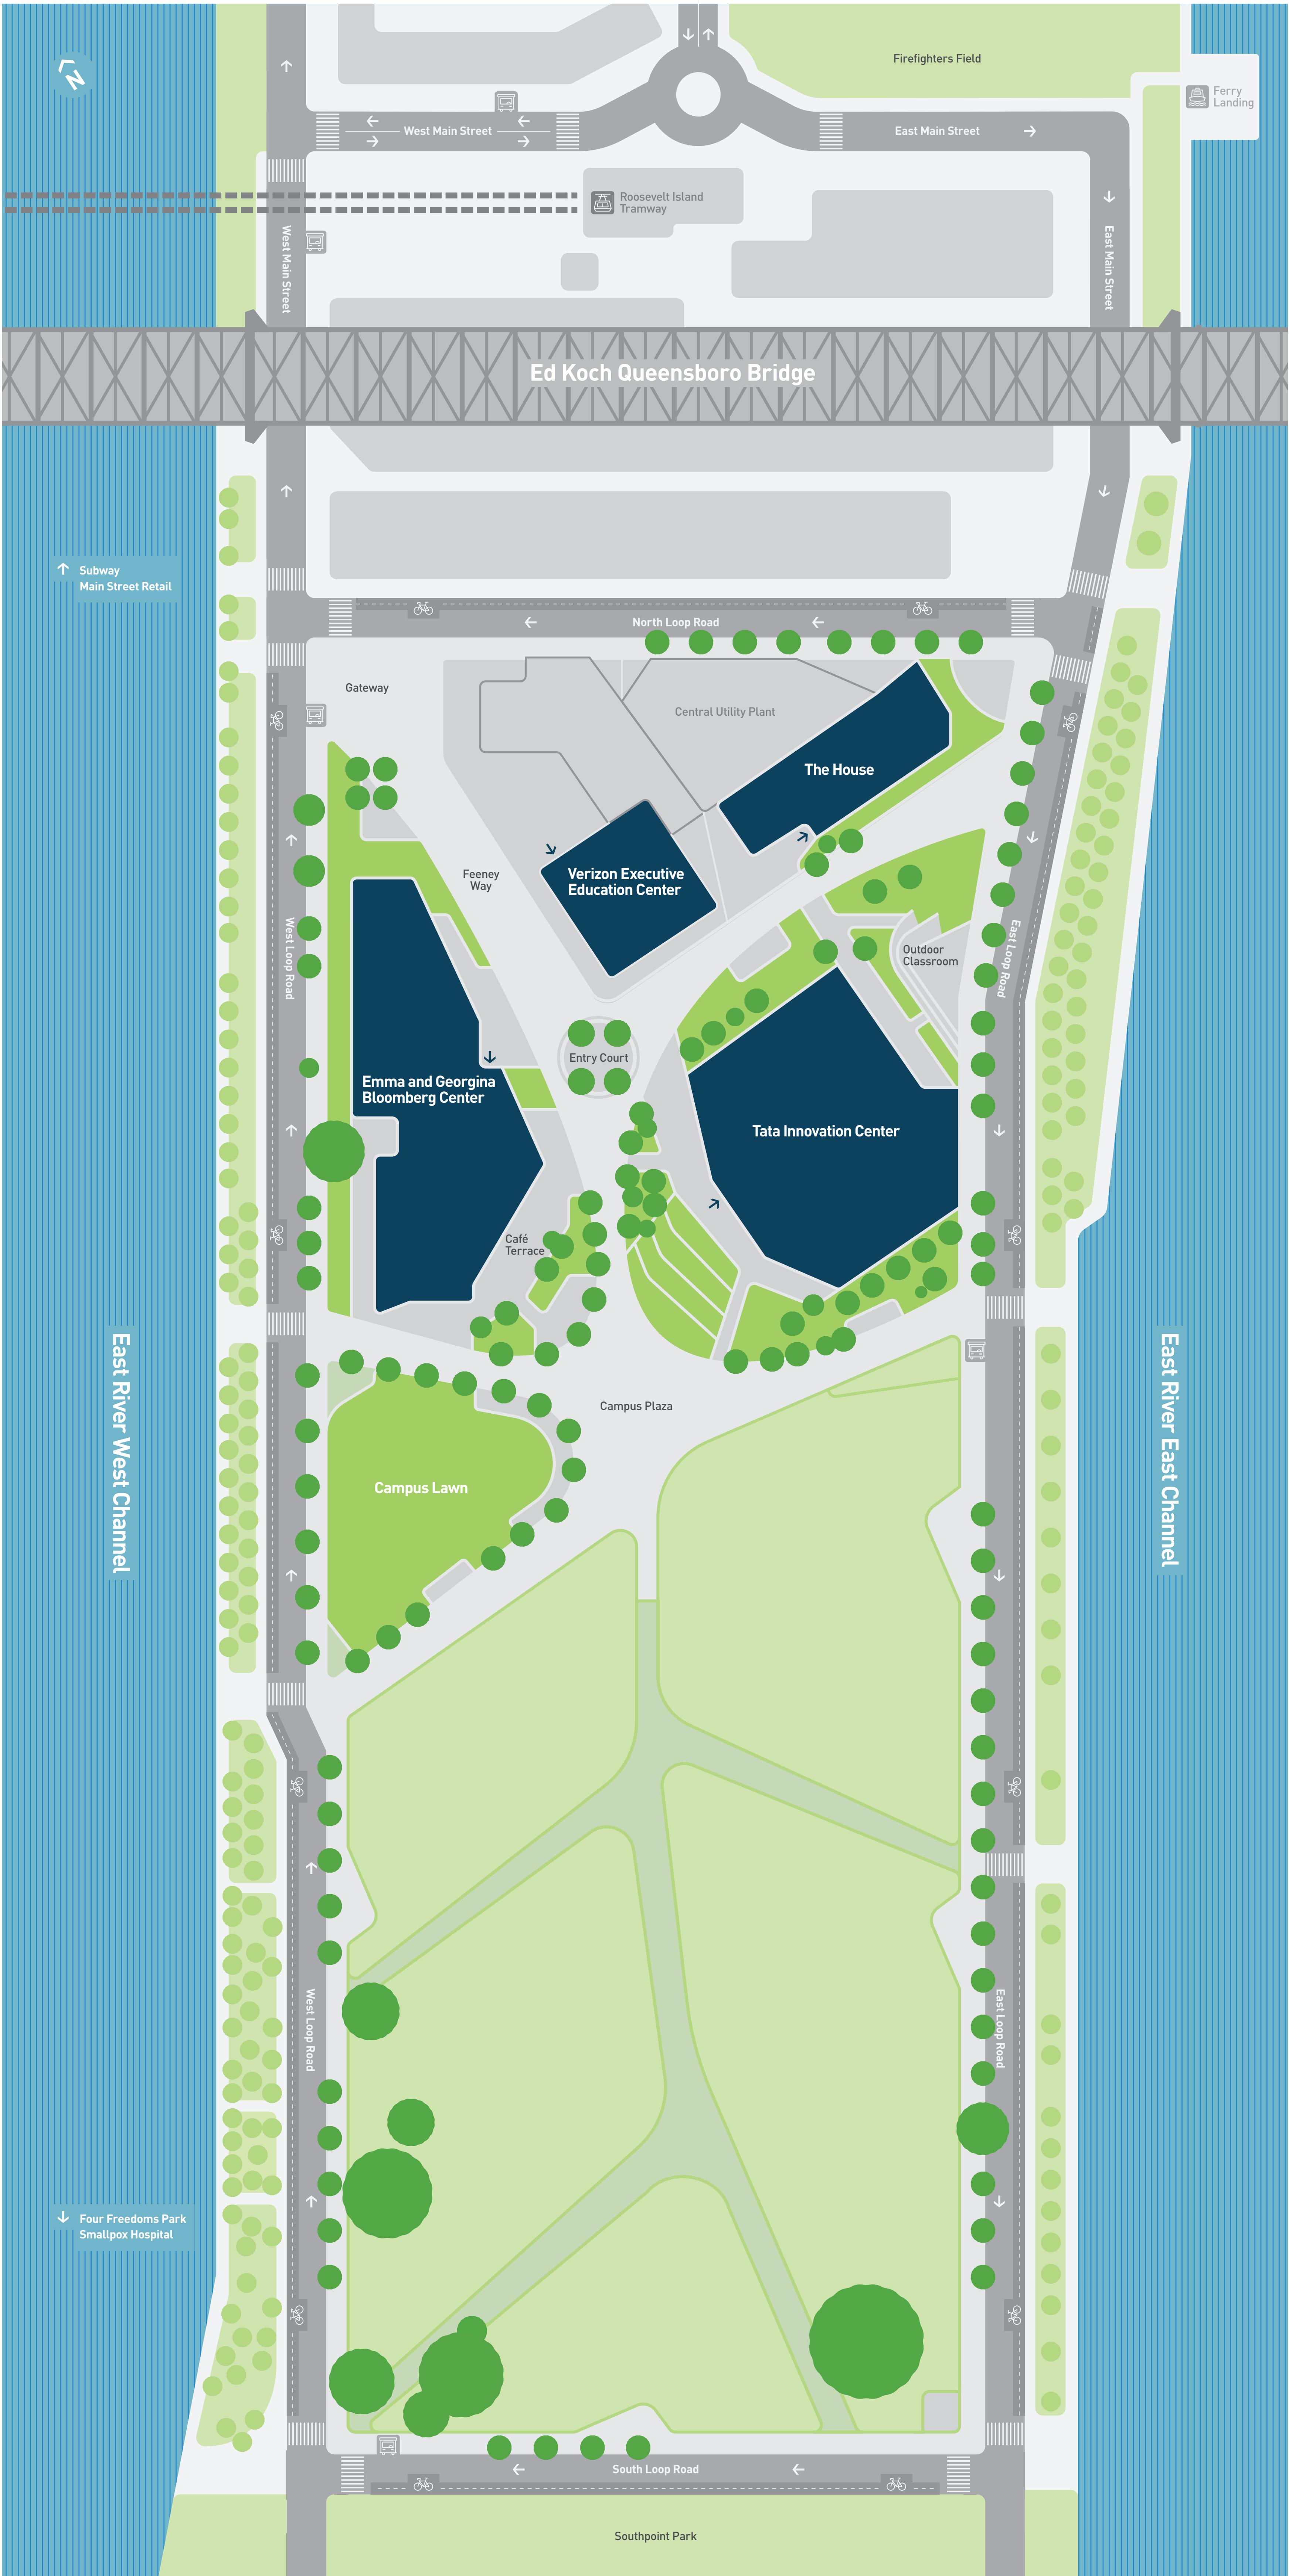 Firefighters Field
N
Ferry
Landing
West Main Street
East Main Street
Roosevelt Island
Tramway
West Main Street
East Main Street
Ed Koch Queensboro Bridge
Subway
Main Street Retail
North Loop Road
Gateway
Central Utility Plant
The House
Feeney
Way
Verizon Executive
Education Center
West Loop Road
East Loop Road
Outdoor
Classroom
Entry Court
Emma and Georgina
Bloomberg Center
Tata Innovation Center
Café
Terrace
East River West Channel
East River East Channel
Campus Plaza
Campus Lawn
West Loop Road
East Loop Road
Four Freedoms Park
Smallpox Hospital
South Loop Road
Southpoint Park